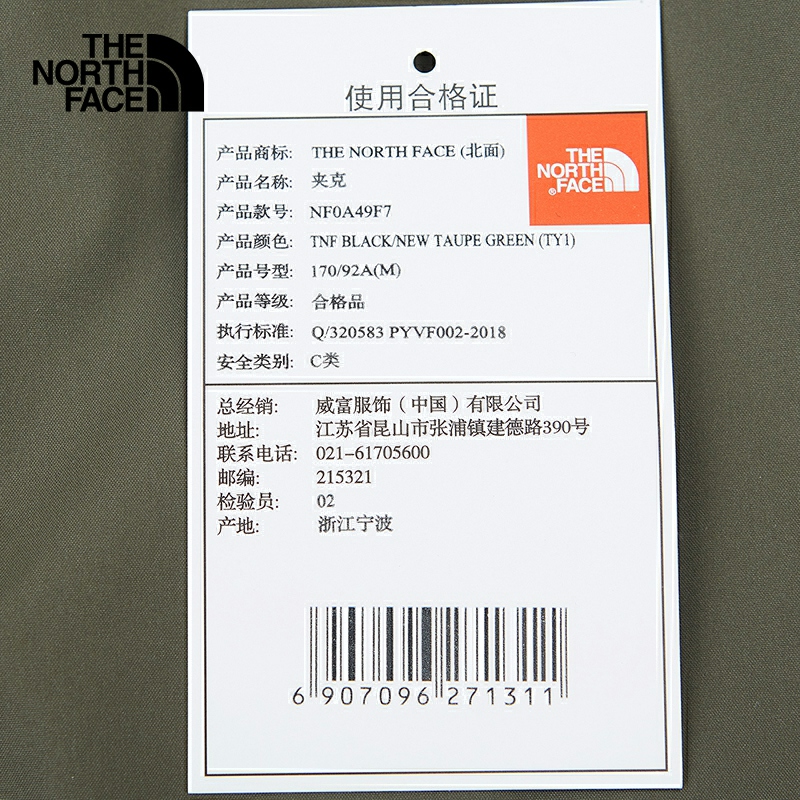 THE
NORTH
FACE
使用合格证
THE
NORTH
FACE
®
产品商标: THE NORTH FACE (北面)
产品名称: 夹克
产品款号: NF0A49F7
产品颜色: TNF BLACK/NEW TAUPE GREEN (TY1)
产品号型: 170/92A(M)
产品等级: 合格品
执行标准: Q/320583 PYVF002-2018
安全类别: C类
总经销: 威富服饰（中国）有限公司
地址: 江苏省昆山市张浦镇建德路390号
联系电话: 021-61705600
邮编: 215321
检验员: 02
产地: 浙江宁波
6 907096 271311